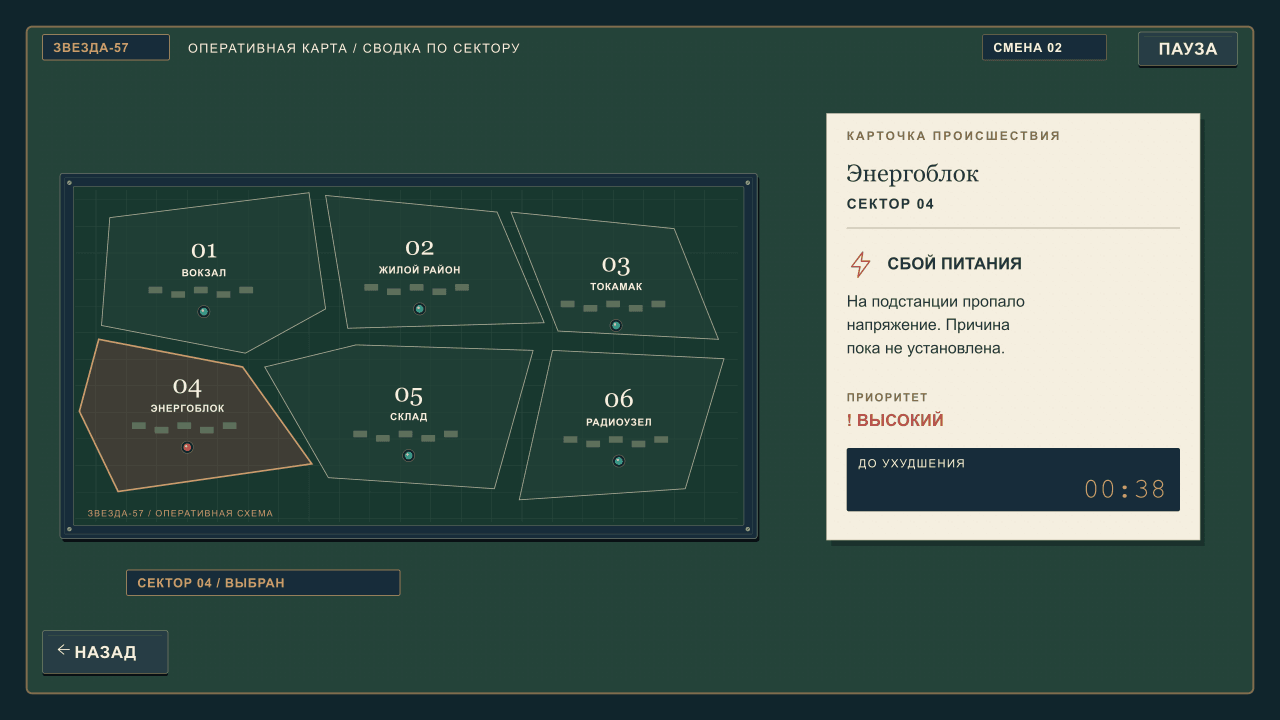 ЗВЕЗДА-57
ОПЕРАТИВНАЯ КАРТА / СВОДКА ПО СЕКТОРУ
СМЕНА 02
ПАУЗА
01
ВОКЗАЛ
02
ЖИЛОЙ РАЙОН
03
ТОКАМАК
04
ЭНЕРГОБЛОК
05
СКЛАД
06
РАДИОУЗЕЛ
ЗВЕЗДА-57 / ОПЕРАТИВНАЯ СХЕМА
СЕКТОР 04 / ВЫБРАН
← НАЗАД
КАРТОЧКА ПРОИСШЕСТВИЯ
Энергоблок
СЕКТОР 04
СБОЙ ПИТАНИЯ
На подстанции пропало
напряжение. Причина
пока не установлена.
ПРИОРИТЕТ
! ВЫСОКИЙ
ДО УХУДШЕНИЯ
00:38